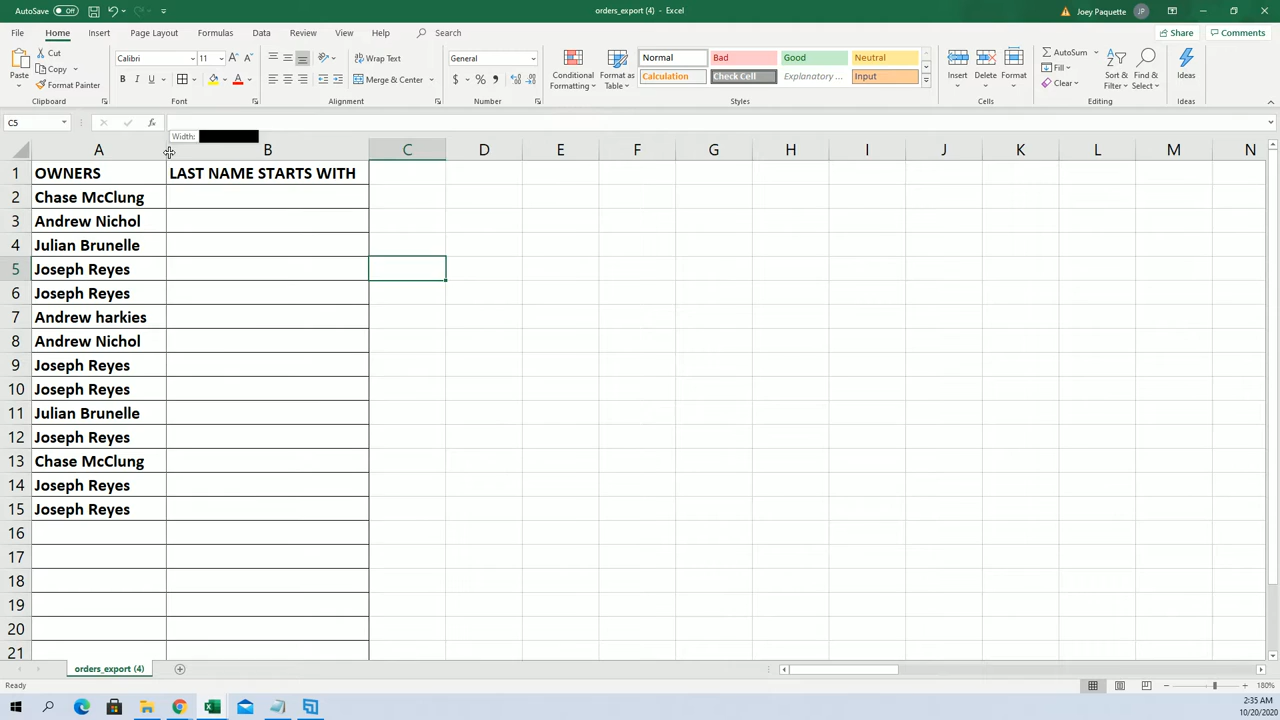 AutoSave Off
orders_export (4) - Excel
Joey Paquette
JP
File Home Insert Page Layout Formulas Data Review View Help Search
Share Comments
Paste
Cut
Copy
Format Painter
Clipboard
Calibri 11
B I U
Font
Wrap Text
Merge & Center
Alignment
General
$ % ,
Number
Conditional Formatting
Format as Table
Normal Bad Good Neutral
Calculation Check Cell Explanatory ... Input
Styles
Insert Delete Format
Cells
AutoSum
Fill
Clear
Sort & Filter
Find & Select
Editing
Ideas
Ideas
C5
fx
Width:
A B C D E F G H I J K L M N
1 OWNERS LAST NAME STARTS WITH
2 Chase McClung
3 Andrew Nichol
4 Julian Brunelle
5 Joseph Reyes
6 Joseph Reyes
7 Andrew harkies
8 Andrew Nichol
9 Joseph Reyes
10 Joseph Reyes
11 Julian Brunelle
12 Joseph Reyes
13 Chase McClung
14 Joseph Reyes
15 Joseph Reyes
16
17
18
19
20
21
orders_export (4)
Ready
180%
2:35 AM
10/20/2020